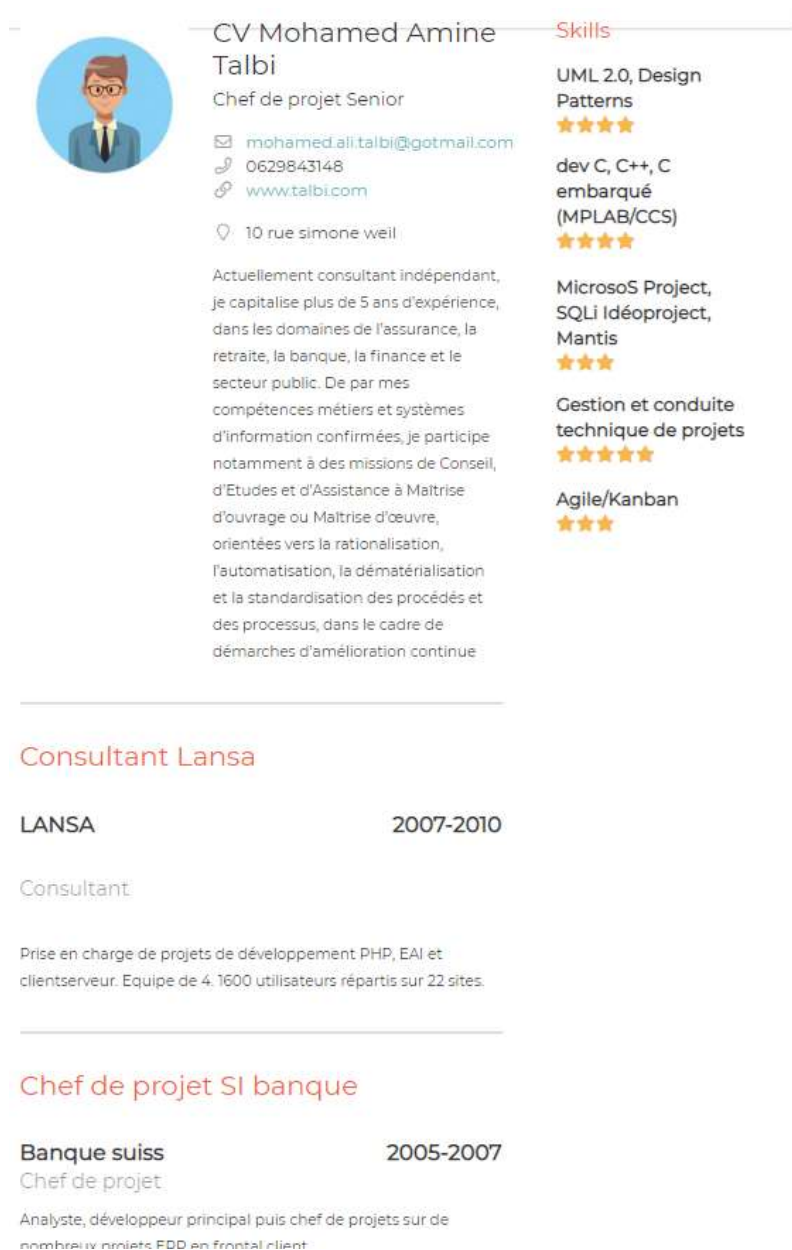 CV Mohamed Amine
Talbi
Chef de projet Senior
mohamed.ali.talbi@gotmail.com
0629843148
www.talbi.com
10 rue simone weil
Actuellement consultant indépendant,
je capitalise plus de 5 ans d'expérience,
dans les domaines de l'assurance, la
retraite, la banque, la finance et le
secteur public. De par mes
compétences métiers et systèmes
d'information confirmées, je participe
notamment à des missions de Conseil,
d'Etudes et d'Assistance à Maîtrise
d'ouvrage ou Maîtrise d'œuvre,
orientées vers la rationalisation,
l'automatisation, la dématérialisation
et la standardisation des procédés et
des processus, dans le cadre de
démarches d'amélioration continue
Skills
UML 2.0, Design
Patterns
dev C, C++, C
embarqué
(MPLAB/CCS)
MicrosoS Project,
SQLi Idéoproject,
Mantis
Gestion et conduite
technique de projets
Agile/Kanban
Consultant Lansa
LANSA 2007-2010
Consultant
Prise en charge de projets de développement PHP, EAI et
clientserveur. Equipe de 4. 1600 utilisateurs répartis sur 22 sites.
Chef de projet SI banque
Banque suiss 2005-2007
Chef de projet
Analyste, développeur principal puis chef de projets sur de
nombreux projets ERP en frontal client